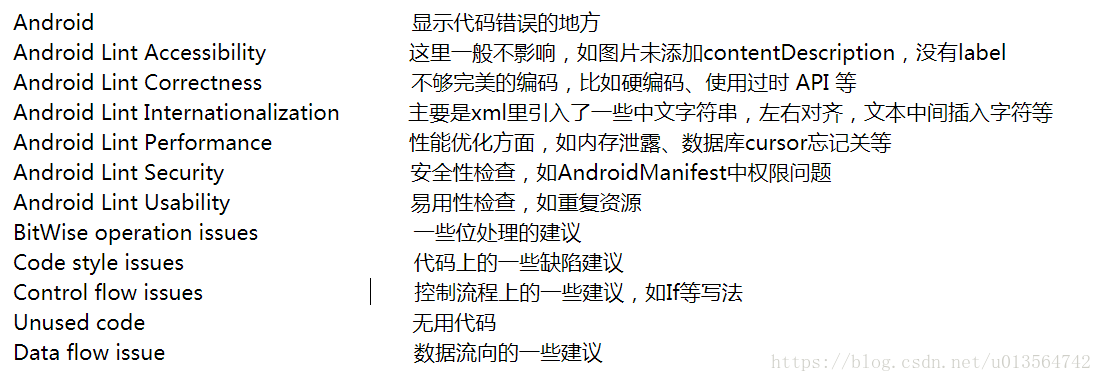 Android 显示代码错误的地方
Android Lint Accessibility 这里一般不影响，如图片未添加contentDescription，没有label
Android Lint Correctness 不够完美的编码，比如硬编码、使用过时 API 等
Android Lint Internationalization 主要是xml里引入了一些中文字符串，左右对齐，文本中间插入字符等
Android Lint Performance 性能优化方面，如内存泄露、数据库cursor忘记关等
Android Lint Security 安全性检查，如AndroidManifest中权限问题
Android Lint Usability 易用性检查，如重复资源
BitWise operation issues 一些位处理的建议
Code style issues 代码上的一些缺陷建议
Control flow issues 控制流程上的一些建议，如If等写法
Unused code 无用代码
Data flow issue 数据流向的一些建议
https://blog.csdn.net/u013564742